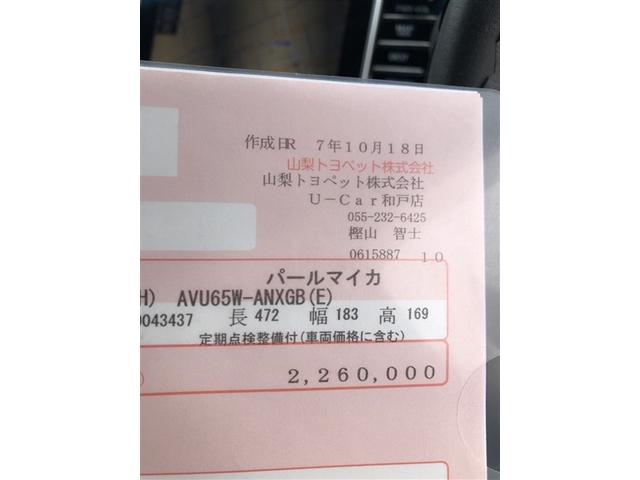 作成日R 7年10月18日
山梨トヨペット株式会社
山梨トヨペット株式会社
U-Car和戸店
055-232-6425
樫山 智士
0615887 10
パールマイカ
H) AVU65W-ANXGB(E)
0043437 長 472 幅 183 高 169
定期点検整備付(車両価格に含む)
) 2,260,000